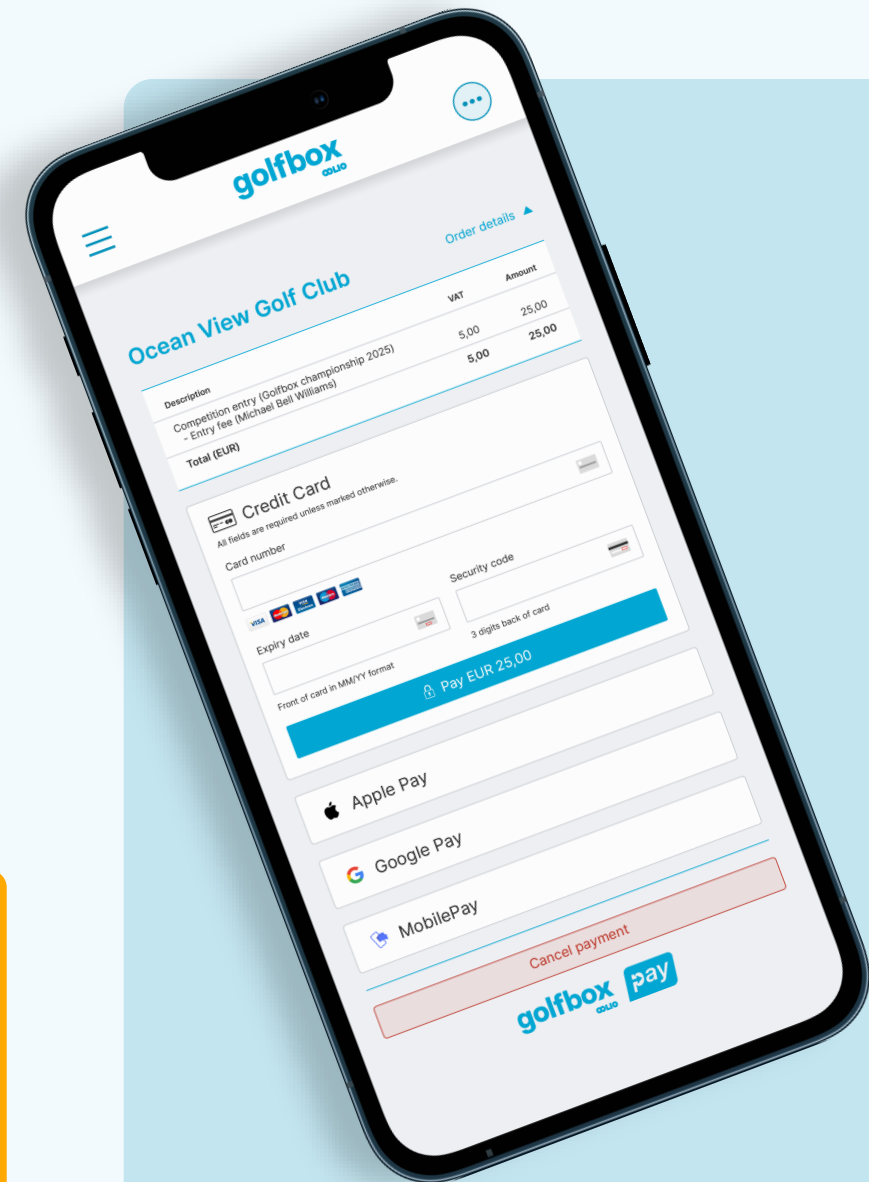 golfbox
OOLIO
Ocean View Golf Club
Order details
Description VAT Amount
Competition entry (Golfbox championship 2025)
- Entry fee (Michael Bell Williams) 5,00 25,00
Total (EUR) 5,00 25,00
Credit Card
All fields are required unless marked otherwise.
Card number
VISA
Expiry date
Security code
Front of card in MM/YY format
3 digits back of card
Pay EUR 25,00
Apple Pay
Google Pay
MobilePay
Cancel payment
golfbox pay
OOLIO